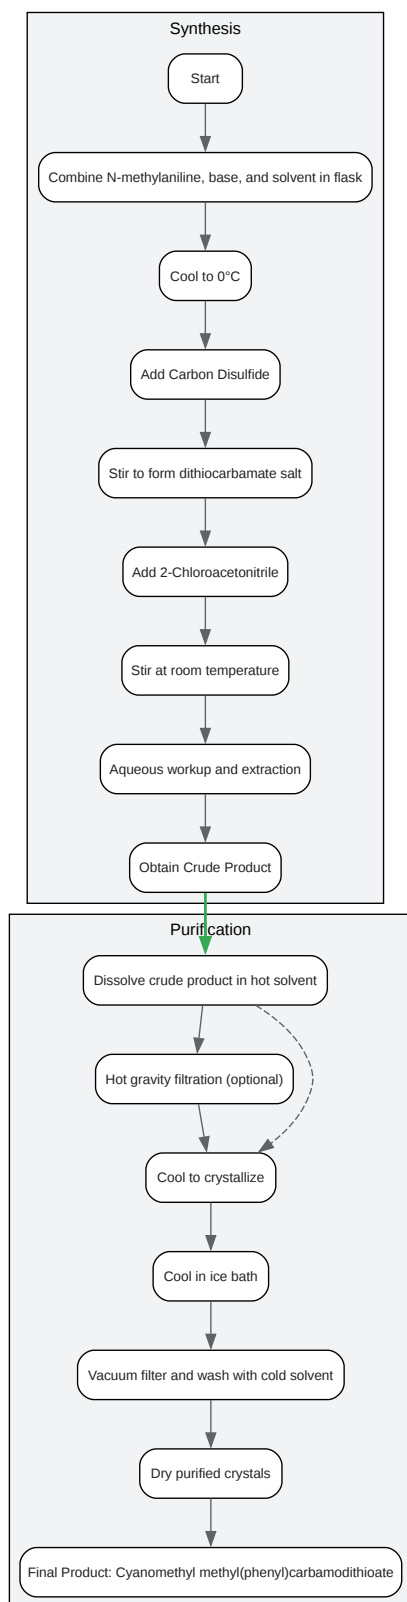 Synthesis
Start
Combine N-methylaniline, base, and solvent in flask
Cool to 0°C
Add Carbon Disulfide
Stir to form dithiocarbamate salt
Add 2-Chloroacetonitrile
Stir at room temperature
Aqueous workup and extraction
Obtain Crude Product
Purification
Dissolve crude product in hot solvent
Hot gravity filtration (optional)
Cool to crystallize
Cool in ice bath
Vacuum filter and wash with cold solvent
Dry purified crystals
Final Product: Cyanomethyl methyl(phenyl)carbamodithioate